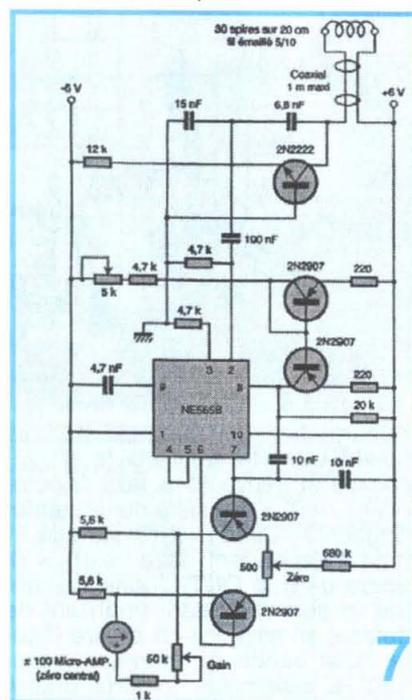 30 spires sur 20 cm
fil émaillé 5/10
Coaxial
1 m maxi
-6 V
+6 V
15 nF
6,8 nF
2N2222
12 k
100 nF
4,7 k
2N2907
220
4,7 k
5 k
4,7 k
2N2907
4,7 nF
3
2
9
8
220
NE565B
20 k
1
10
4
5
6
7
10 nF
10 nF
2N2907
5,6 k
680 k
500
Zéro
5,6 k
2N2907
± 100 Micro-AMP.
(zéro central)
50 k
Gain
1 k
7